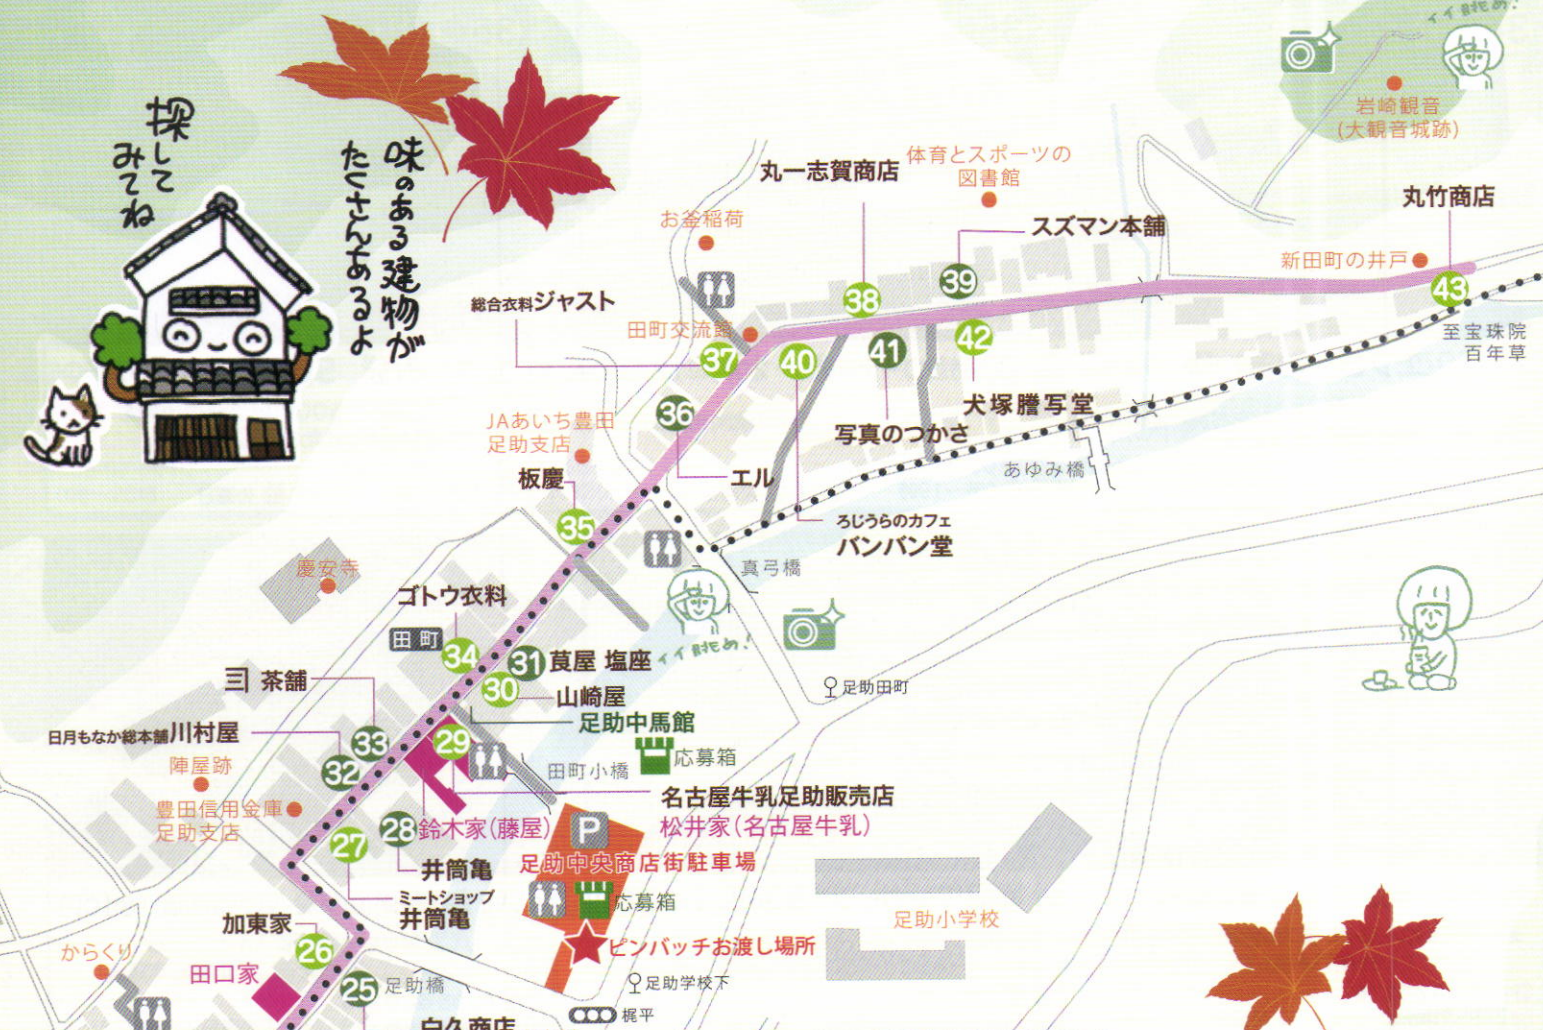 イイ眺め!
岩崎観音
(大観音城跡)
探して
みてね
味のある建物が
たくさんあるよ
丸一志賀商店
体育とスポーツの
図書館
丸竹商店
お釜稲荷
スズマン本舗
新田町の井戸
39
38
43
総合衣料ジャスト
田町交流館
37
40
41
42
至宝珠院
百年草
36
犬塚謄写堂
JAあいち豊田
足助支店
写真のつかさ
あゆみ橋
板慶
エル
35
ろじうらのカフェ
バンバン堂
慶安寺
真弓橋
ゴトウ衣料
田町
34
31
莨屋 塩座
イイ眺め!
30
山崎屋
茶舗
足助田町
足助中馬館
日月もなか総本舗川村屋
33
29
32
陣屋跡
田町小橋
応募箱
豊田信用金庫
足助支店
名古屋牛乳足助販売店
28
鈴木家(藤屋)
松井家(名古屋牛乳)
P
27
井筒亀
足助中央商店街駐車場
ミートショップ
井筒亀
応募箱
加東家
足助小学校
26
ピンバッチお渡し場所
からくり
田口家
25
足助橋
足助学校下
梶平
白久商店